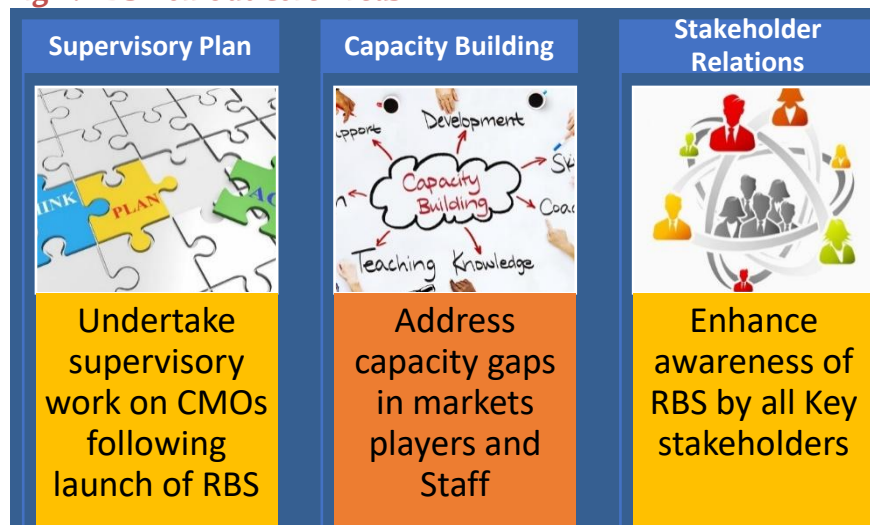 Supervisory Plan
Undertake
supervisory
work on CMOs
following
launch of RBS
Capacity Building
Development
Capacity
Building
Teaching Knowledge
Address
capacity gaps
in markets
players and
Staff
Stakeholder
Relations
Enhance
awareness of
RBS by all Key
stakeholders
PLAN